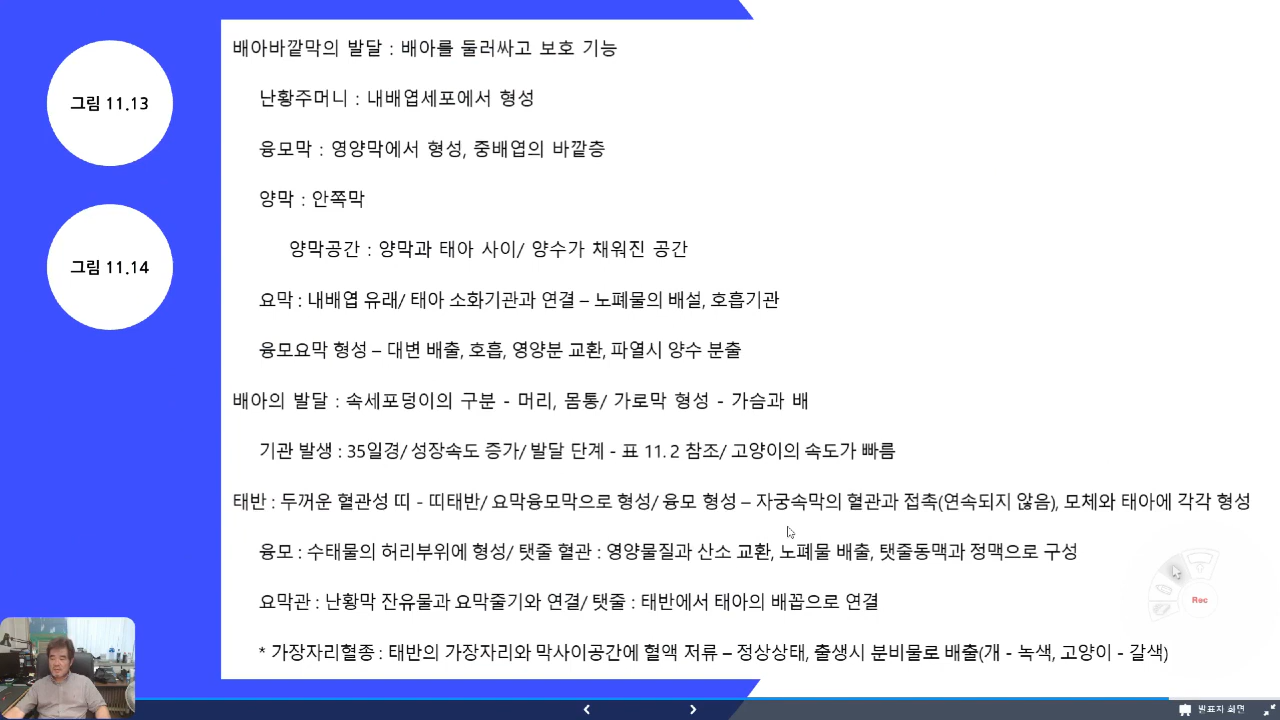 그림 11.13
그림 11.14
배아바깥막의 발달 : 배아를 둘러싸고 보호 기능
난황주머니 : 내배엽세포에서 형성
융모막 : 영양막에서 형성, 중배엽의 바깥층
양막 : 안쪽막
양막공간 : 양막과 태아 사이/ 양수가 채워진 공간
요막 : 내배엽 유래/ 태아 소화기관과 연결 – 노폐물의 배설, 호흡기관
융모요막 형성 – 대변 배출, 호흡, 영양분 교환, 파열시 양수 분출
배아의 발달 : 속세포덩이의 구분 - 머리, 몸통/ 가로막 형성 - 가슴과 배
기관 발생 : 35일경/ 성장속도 증가/ 발달 단계 - 표 11. 2 참조/ 고양이의 속도가 빠름
태반 : 두꺼운 혈관성 띠 - 띠태반/ 요막융모막으로 형성/ 융모 형성 – 자궁속막의 혈관과 접촉(연속되지 않음), 모체와 태아에 각각 형성
융모 : 수태물의 허리부위에 형성/ 탯줄 혈관 : 영양물질과 산소 교환, 노폐물 배출, 탯줄동맥과 정맥으로 구성
요막관 : 난황막 잔유물과 요막줄기와 연결/ 탯줄 : 태반에서 태아의 배꼽으로 연결
* 가장자리혈종 : 태반의 가장자리와 막사이공간에 혈액 저류 – 정상상태, 출생시 분비물로 배출(개 - 녹색, 고양이 - 갈색)
Rec
발표자 화면